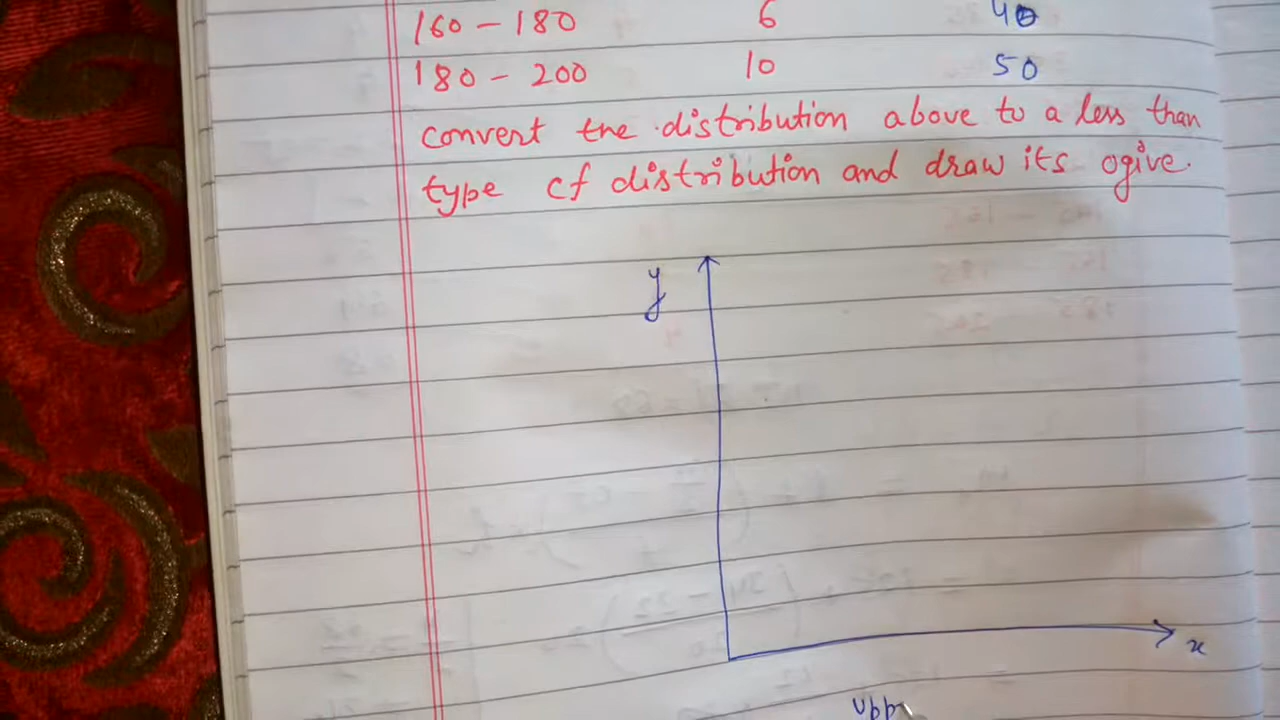 160 - 180 6 40
180 - 200 10 50
convert the distribution above to a less than
type cf distribution and draw its ogive.
y
x
Upp